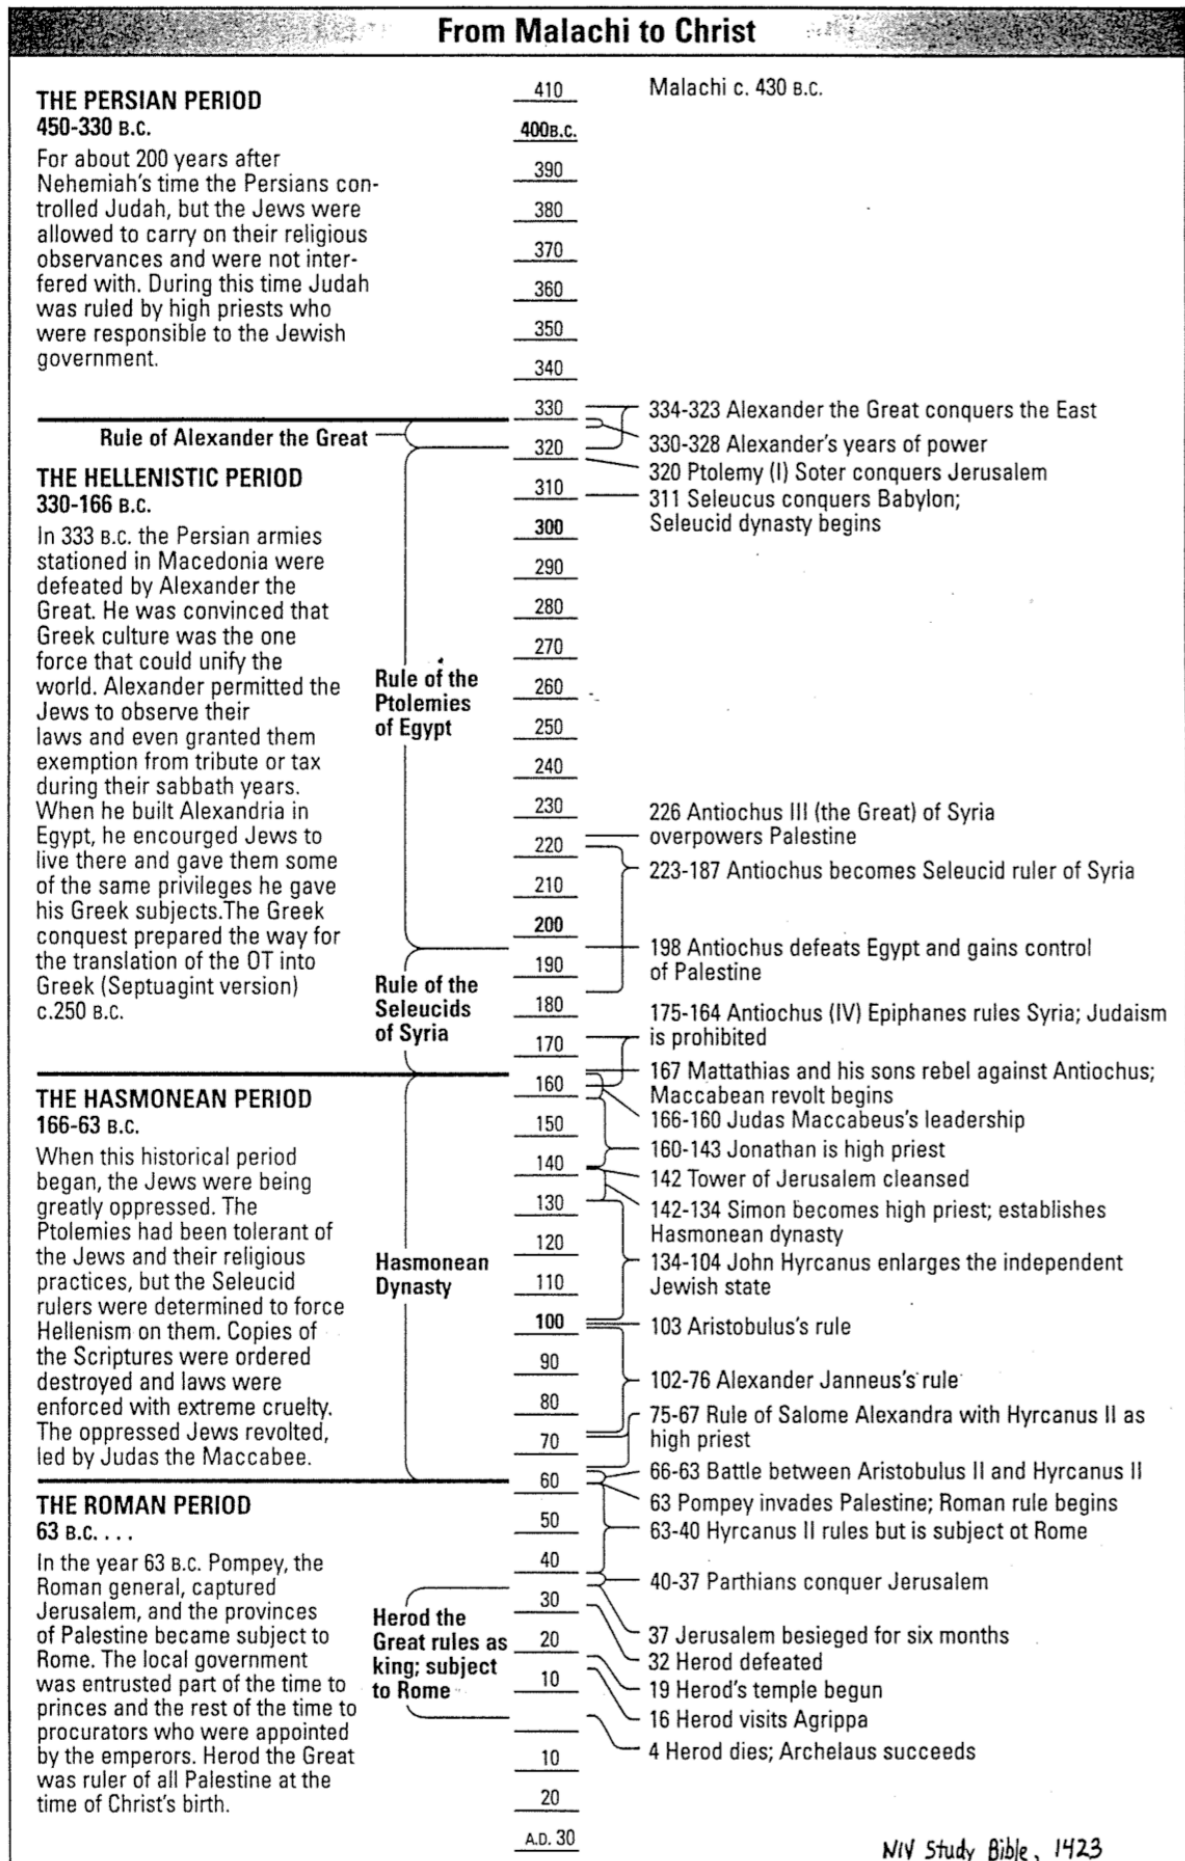 From Malachi to Christ
THE PERSIAN PERIOD
450-330 B.C.
For about 200 years after
Nehemiah's time the Persians con-
trolled Judah, but the Jews were
allowed to carry on their religious
observances and were not inter-
fered with. During this time Judah
was ruled by high priests who
were responsible to the Jewish
government.
Rule of Alexander the Great
THE HELLENISTIC PERIOD
330-166 B.C.
In 333 B.C. the Persian armies
stationed in Macedonia were
defeated by Alexander the
Great. He was convinced that
Greek culture was the one
force that could unify the
world. Alexander permitted the
Jews to observe their
laws and even granted them
exemption from tribute or tax
during their sabbath years.
When he built Alexandria in
Egypt, he encourged Jews to
live there and gave them some
of the same privileges he gave
his Greek subjects.The Greek
conquest prepared the way for
the translation of the OT into
Greek (Septuagint version)
c.250 B.C.
THE HASMONEAN PERIOD
166-63 B.C.
When this historical period
began, the Jews were being
greatly oppressed. The
Ptolemies had been tolerant of
the Jews and their religious
practices, but the Seleucid
rulers were determined to force
Hellenism on them. Copies of
the Scriptures were ordered
destroyed and laws were
enforced with extreme cruelty.
The oppressed Jews revolted,
led by Judas the Maccabee.
THE ROMAN PERIOD
63 B.C. . . .
In the year 63 B.C. Pompey, the
Roman general, captured
Jerusalem, and the provinces
of Palestine became subject to
Rome. The local government
was entrusted part of the time to
princes and the rest of the time to
procurators who were appointed
by the emperors. Herod the Great
was ruler of all Palestine at the
time of Christ's birth.
Rule of the
Ptolemies
of Egypt
Rule of the
Seleucids
of Syria
Hasmonean
Dynasty
Herod the
Great rules as
king; subject
to Rome
410
400B.C.
390
380
370
360
350
340
330
320
310
300
290
280
270
260
250
240
230
220
210
200
190
180
170
160
150
140
130
120
110
100
90
80
70
60
50
40
30
20
10
10
20
A.D. 30
Malachi c. 430 B.C.
334-323 Alexander the Great conquers the East
330-328 Alexander's years of power
320 Ptolemy (I) Soter conquers Jerusalem
311 Seleucus conquers Babylon;
Seleucid dynasty begins
226 Antiochus III (the Great) of Syria
overpowers Palestine
223-187 Antiochus becomes Seleucid ruler of Syria
198 Antiochus defeats Egypt and gains control
of Palestine
175-164 Antiochus (IV) Epiphanes rules Syria; Judaism
is prohibited
167 Mattathias and his sons rebel against Antiochus;
Maccabean revolt begins
166-160 Judas Maccabeus's leadership
160-143 Jonathan is high priest
142 Tower of Jerusalem cleansed
142-134 Simon becomes high priest; establishes
Hasmonean dynasty
134-104 John Hyrcanus enlarges the independent
Jewish state
103 Aristobulus's rule
102-76 Alexander Janneus's rule
75-67 Rule of Salome Alexandra with Hyrcanus II as
high priest
66-63 Battle between Aristobulus II and Hyrcanus II
63 Pompey invades Palestine; Roman rule begins
63-40 Hyrcanus II rules but is subject ot Rome
40-37 Parthians conquer Jerusalem
37 Jerusalem besieged for six months
32 Herod defeated
19 Herod's temple begun
16 Herod visits Agrippa
4 Herod dies; Archelaus succeeds
NIV Study Bible, 1423